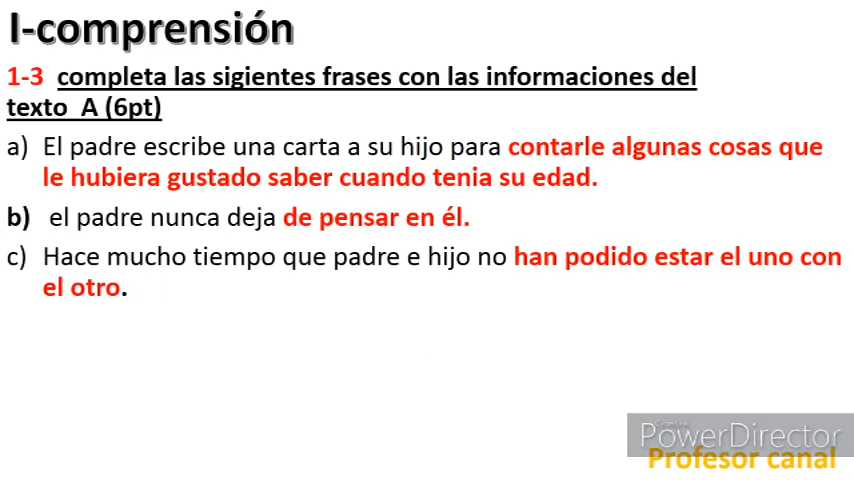 I-comprensión
1-3 completa las sigientes frases con las informaciones del
texto A (6pt)
a) El padre escribe una carta a su hijo para contarle algunas cosas que
le hubiera gustado saber cuando tenia su edad.
b) el padre nunca deja de pensar en él.
c) Hace mucho tiempo que padre e hijo no han podido estar el uno con
el otro.
CyberLink
PowerDirector
Profesor canal